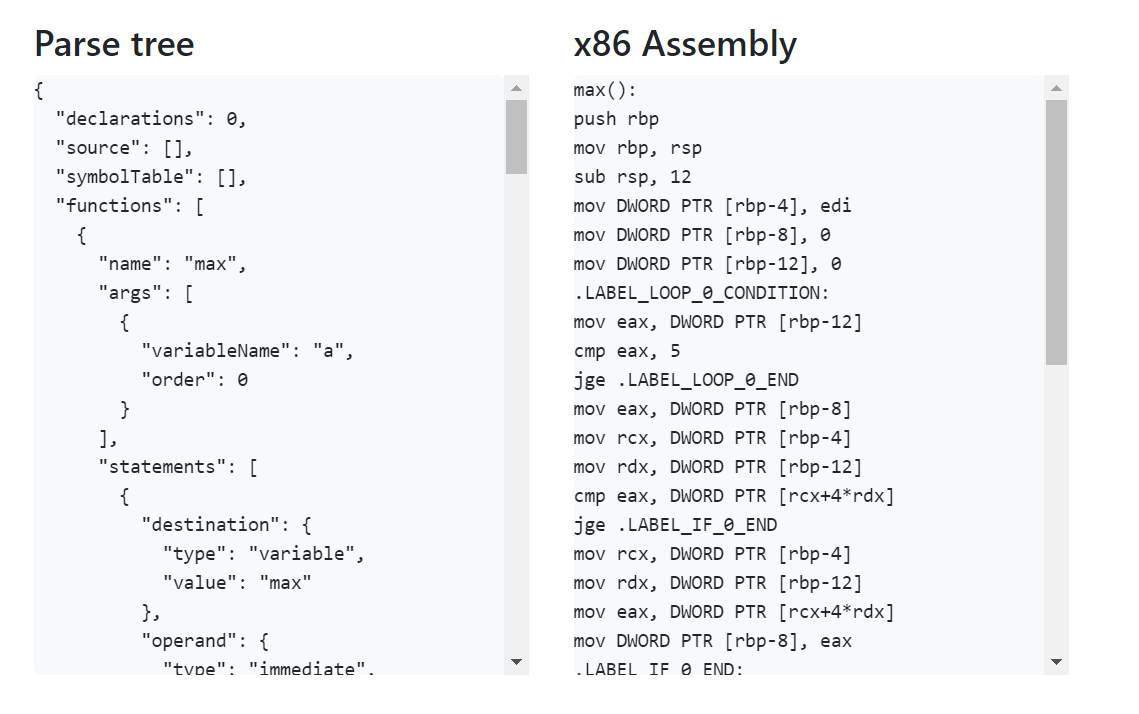 Parse tree
{
  "declarations": 0,
  "source": [],
  "symbolTable": [],
  "functions": [
    {
      "name": "max",
      "args": [
        {
          "variableName": "a",
          "order": 0
        }
      ],
      "statements": [
        {
          "destination": {
            "type": "variable",
            "value": "max"
          },
          "operand": {
            "type": "immediate",
x86 Assembly
max():
push rbp
mov rbp, rsp
sub rsp, 12
mov DWORD PTR [rbp-4], edi
mov DWORD PTR [rbp-8], 0
mov DWORD PTR [rbp-12], 0
.LABEL_LOOP_0_CONDITION:
mov eax, DWORD PTR [rbp-12]
cmp eax, 5
jge .LABEL_LOOP_0_END
mov eax, DWORD PTR [rbp-8]
mov rcx, DWORD PTR [rbp-4]
mov rdx, DWORD PTR [rbp-12]
cmp eax, DWORD PTR [rcx+4*rdx]
jge .LABEL_IF_0_END
mov rcx, DWORD PTR [rbp-4]
mov rdx, DWORD PTR [rbp-12]
mov eax, DWORD PTR [rcx+4*rdx]
mov DWORD PTR [rbp-8], eax
.LABEL_IF_0_END: